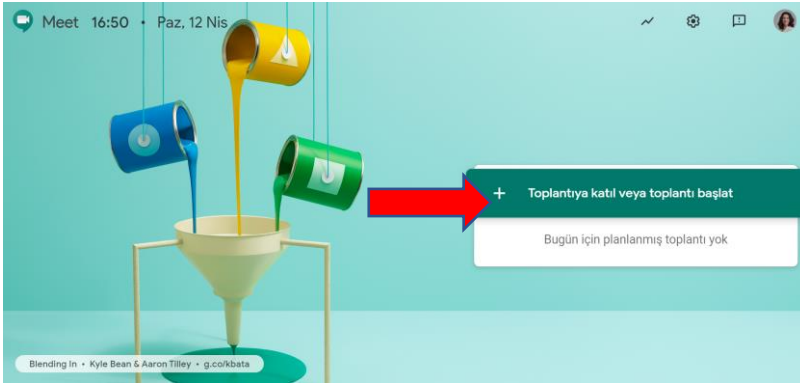 Meet 16:50 • Paz, 12 Nis
+ Toplantıya katıl veya toplantı başlat
Bugün için planlanmış toplantı yok
Blending In • Kyle Bean & Aaron Tilley • g.co/kbata